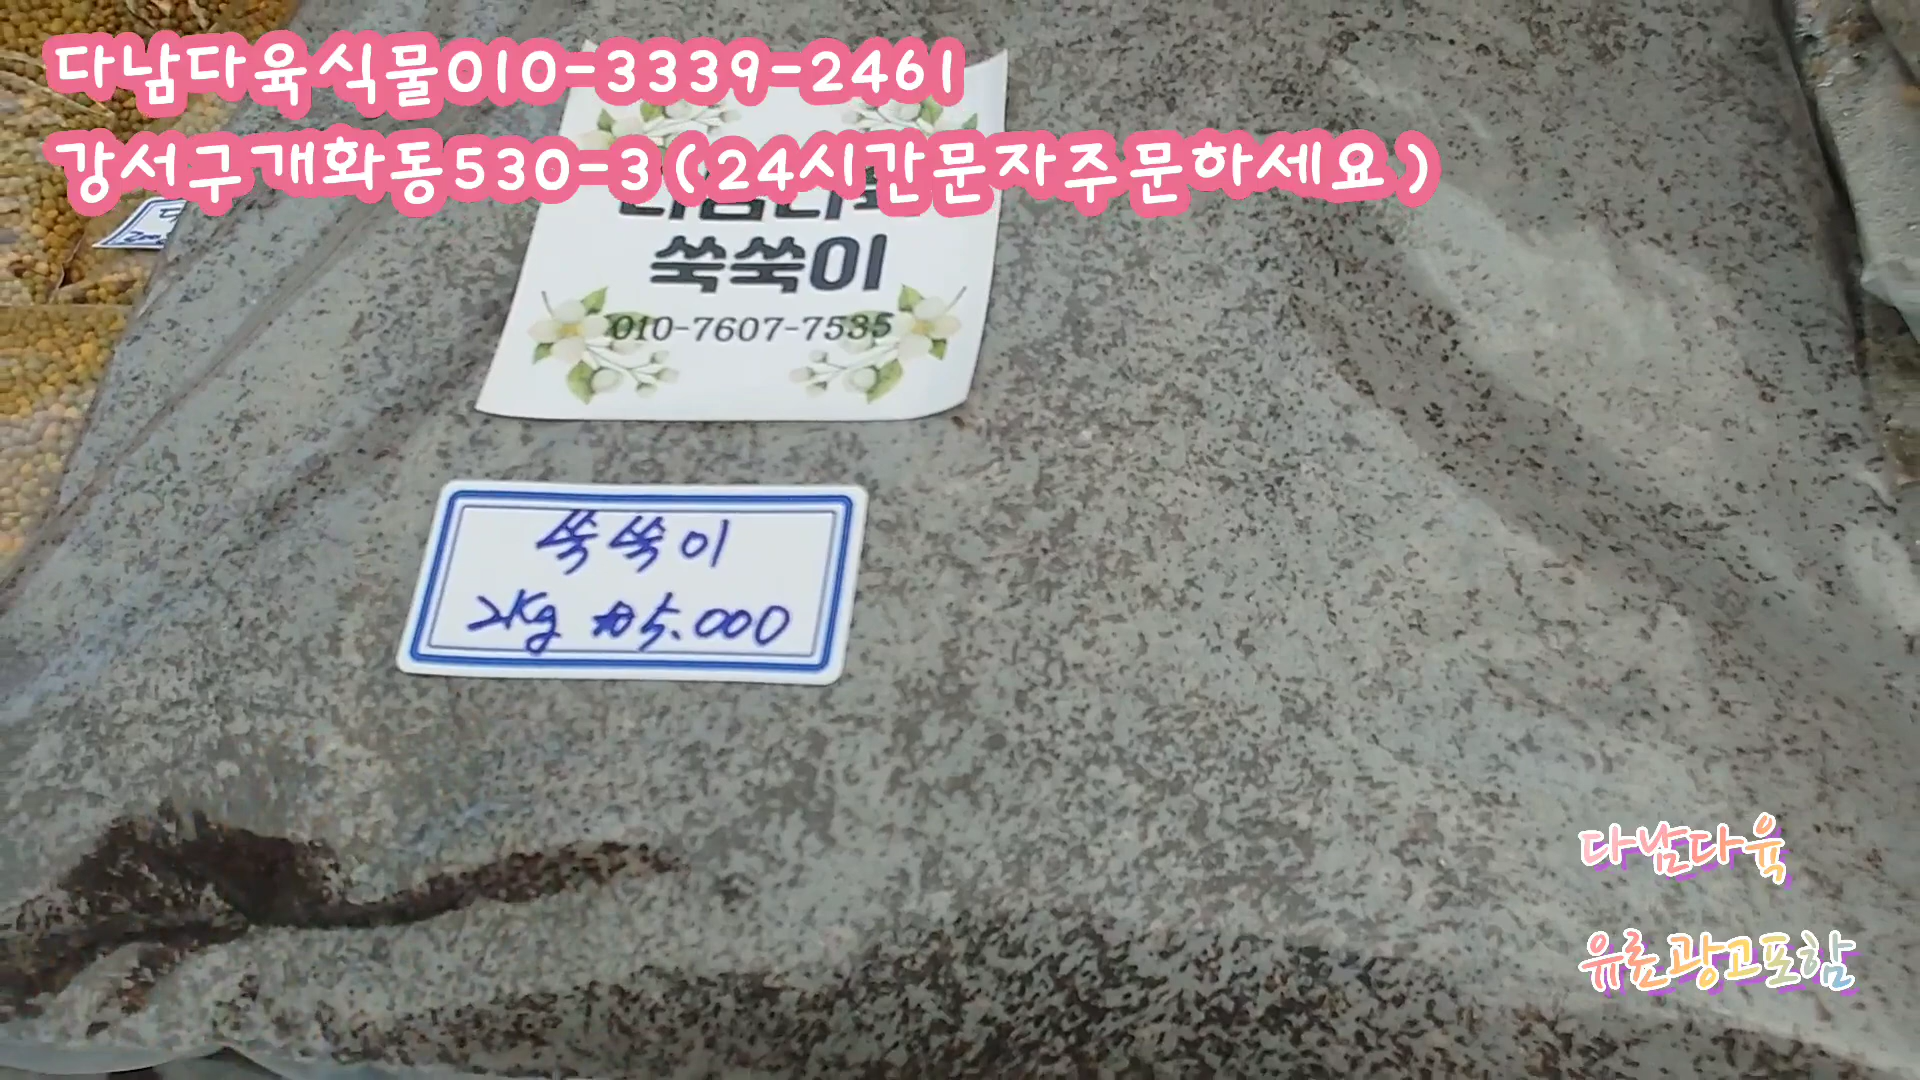 다남다육식물010-3339-2461
강서구개화동530-3(24시간문자주문하세요)
쑥쑥이
010-7607-7535
쑥쑥이
2Kg ₩5.000
다남다육
유료광고포함